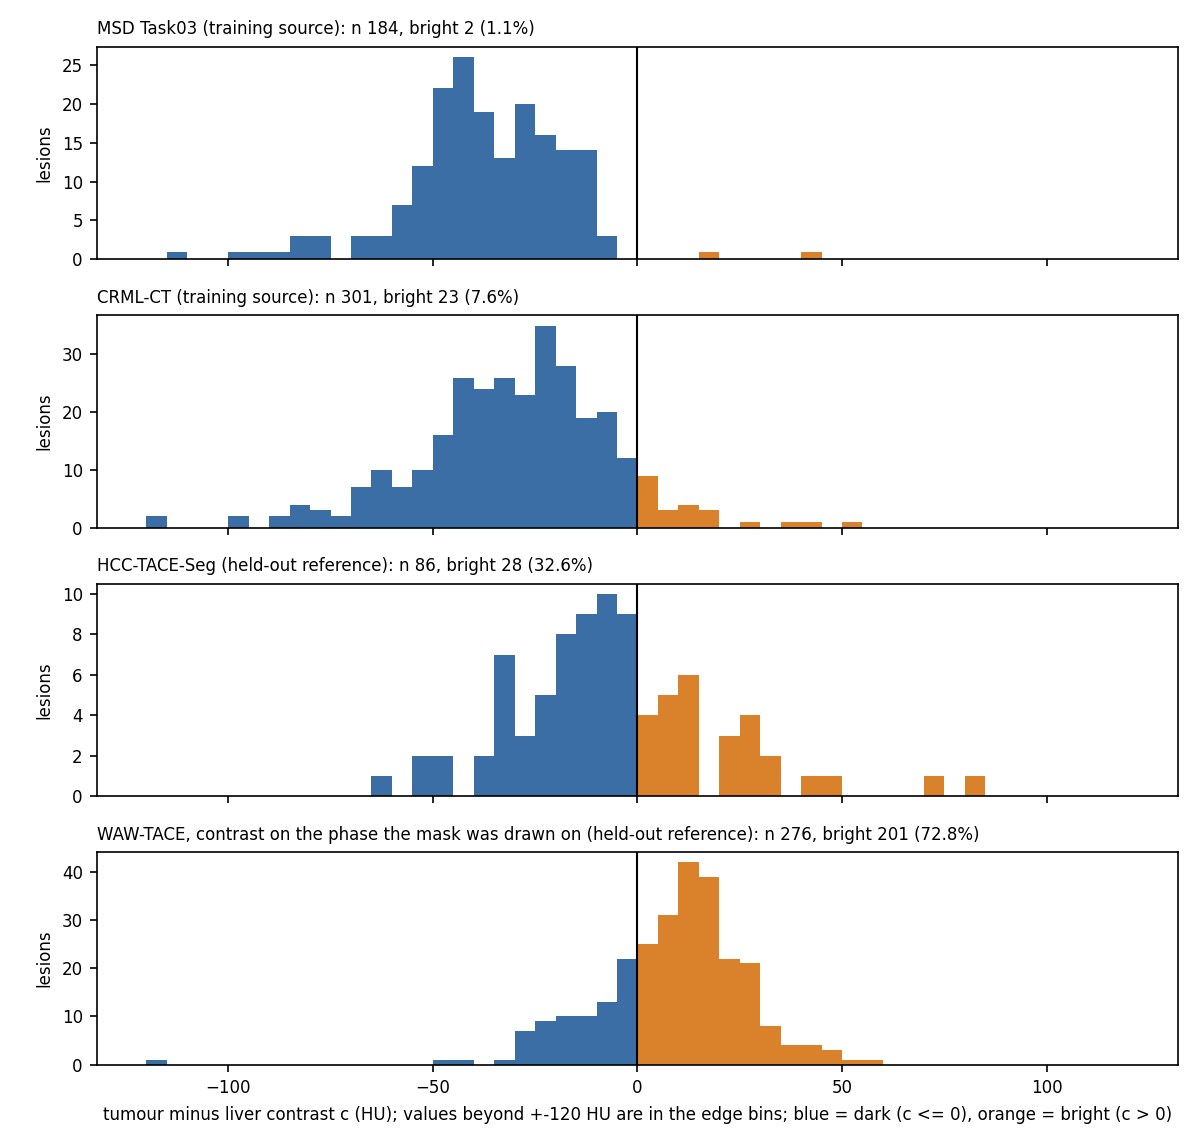 MSD Task03 (training source): n 184, bright 2 (1.1%)
25
20
15
10
5
0
lesions
CRML-CT (training source): n 301, bright 23 (7.6%)
30
20
10
0
lesions
HCC-TACE-Seg (held-out reference): n 86, bright 28 (32.6%)
10
8
6
4
2
0
lesions
WAW-TACE, contrast on the phase the mask was drawn on (held-out reference): n 276, bright 201 (72.8%)
40
30
20
10
0
lesions
−100 −50 0 50 100
tumour minus liver contrast c (HU); values beyond +-120 HU are in the edge bins; blue = dark (c <= 0), orange = bright (c > 0)